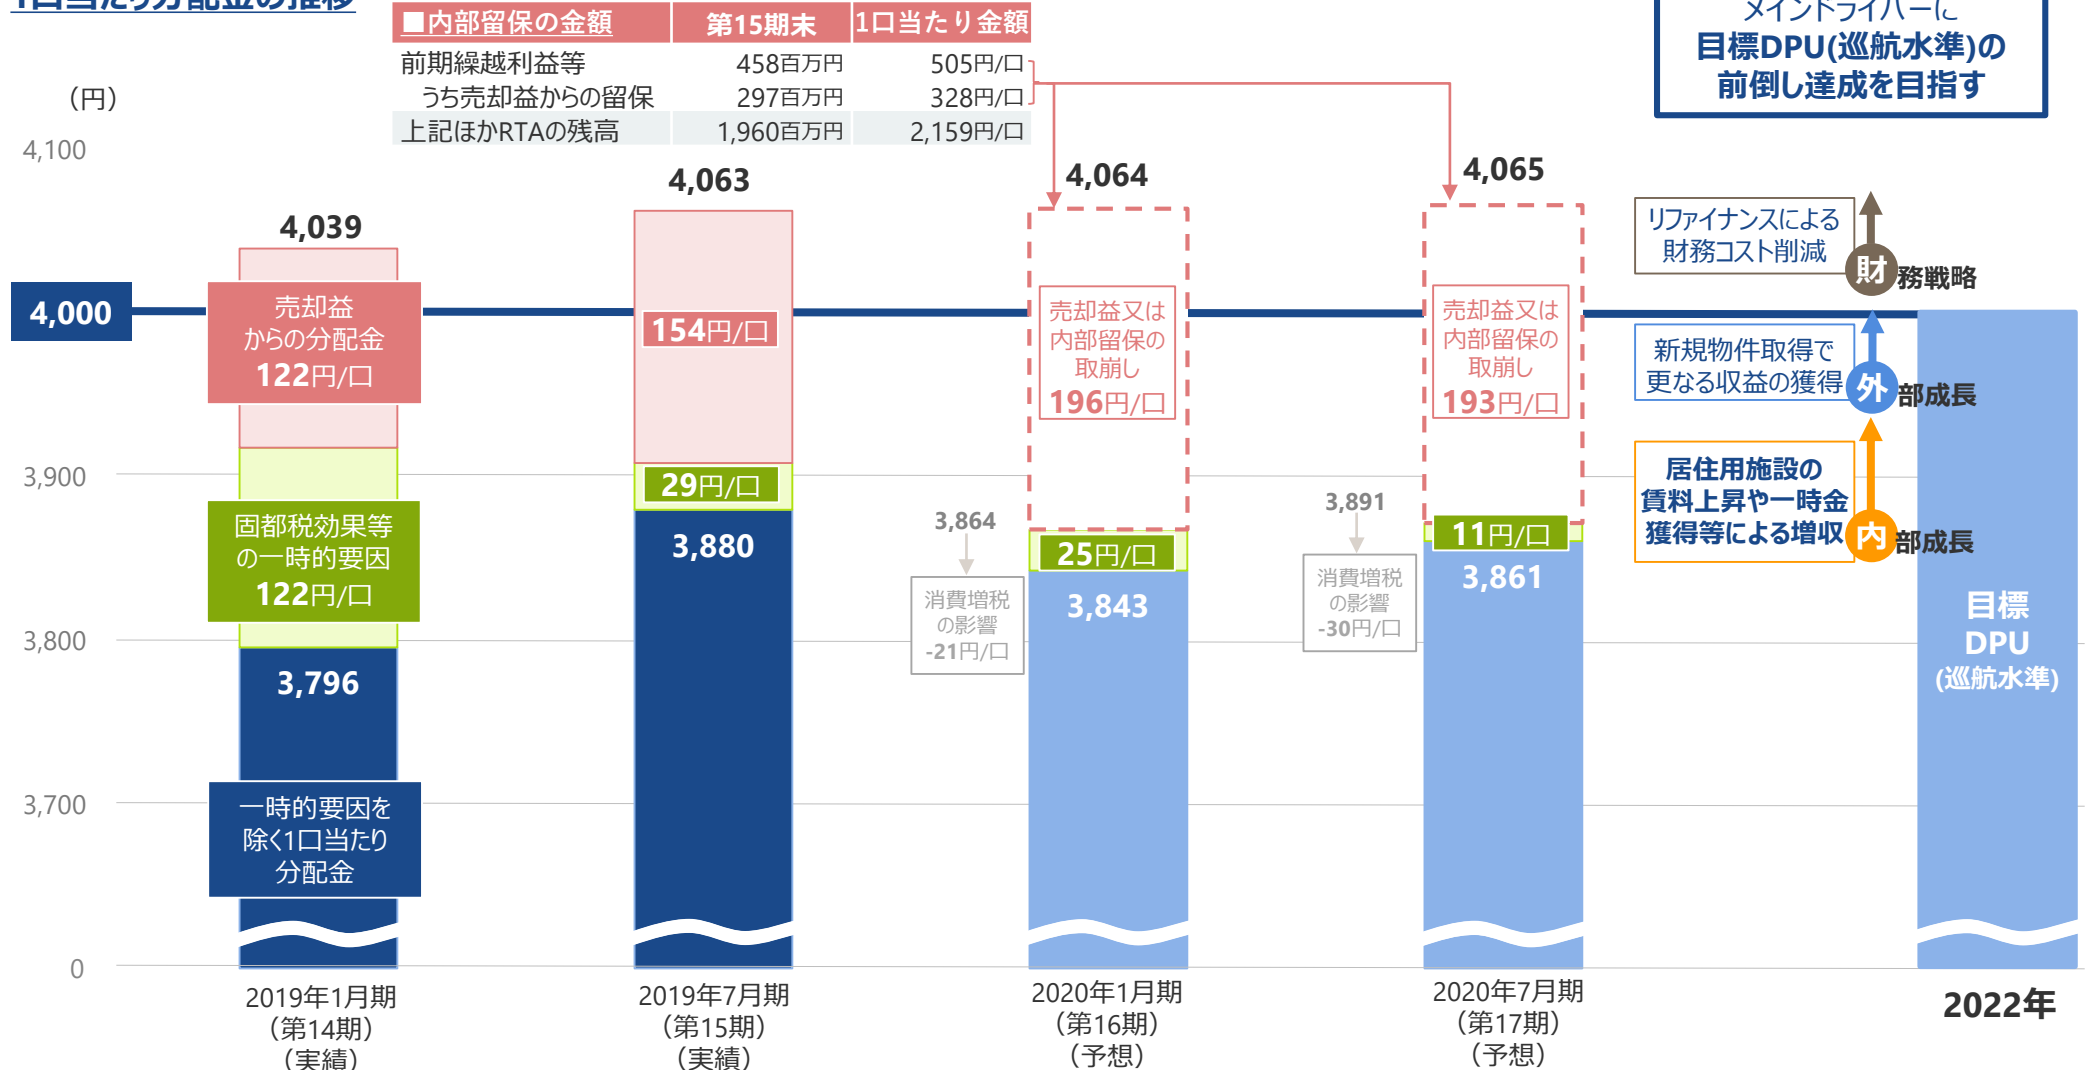 1口当たり分配金の推移
■内部留保の金額 第15期末 1口当たり金額
前期繰越利益等 458百万円 505円/口
うち売却益からの留保 297百万円 328円/口
上記ほかRTAの残高 1,960百万円 2,159円/口
メインドライバーに
目標DPU(巡航水準)の
前倒し達成を目指す
（円）
4,100
4,000
3,900
3,800
3,700
0
4,039
売却益
からの分配金
122円/口
固都税効果等
の一時的要因
122円/口
3,796
一時的要因を
除く1口当たり
分配金
2019年1月期
（第14期）
（実績）
4,063
154円/口
29円/口
3,880
2019年7月期
（第15期）
（実績）
3,864
消費増税
の影響
-21円/口
4,064
売却益又は
内部留保の
取崩し
196円/口
25円/口
3,843
2020年1月期
（第16期）
（予想）
3,891
消費増税
の影響
-30円/口
4,065
売却益又は
内部留保の
取崩し
193円/口
11円/口
3,861
2020年7月期
（第17期）
（予想）
リファイナンスによる
財務コスト削減
財務戦略
新規物件取得で
更なる収益の獲得
外部成長
居住用施設の
賃料上昇や一時金
獲得等による増収
内部成長
目標
DPU
(巡航水準)
2022年